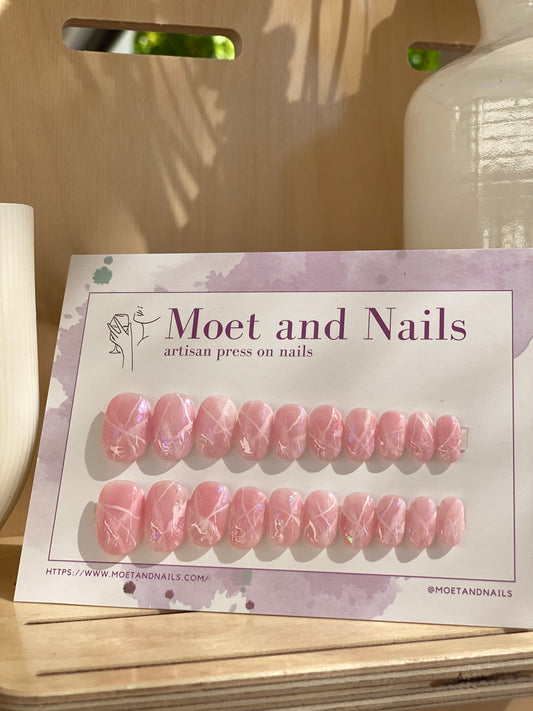 Moet and Nails
artisan press on nails
HTTPS://WWW.MOETANDNAILS.COM/
@MOETANDNAILS